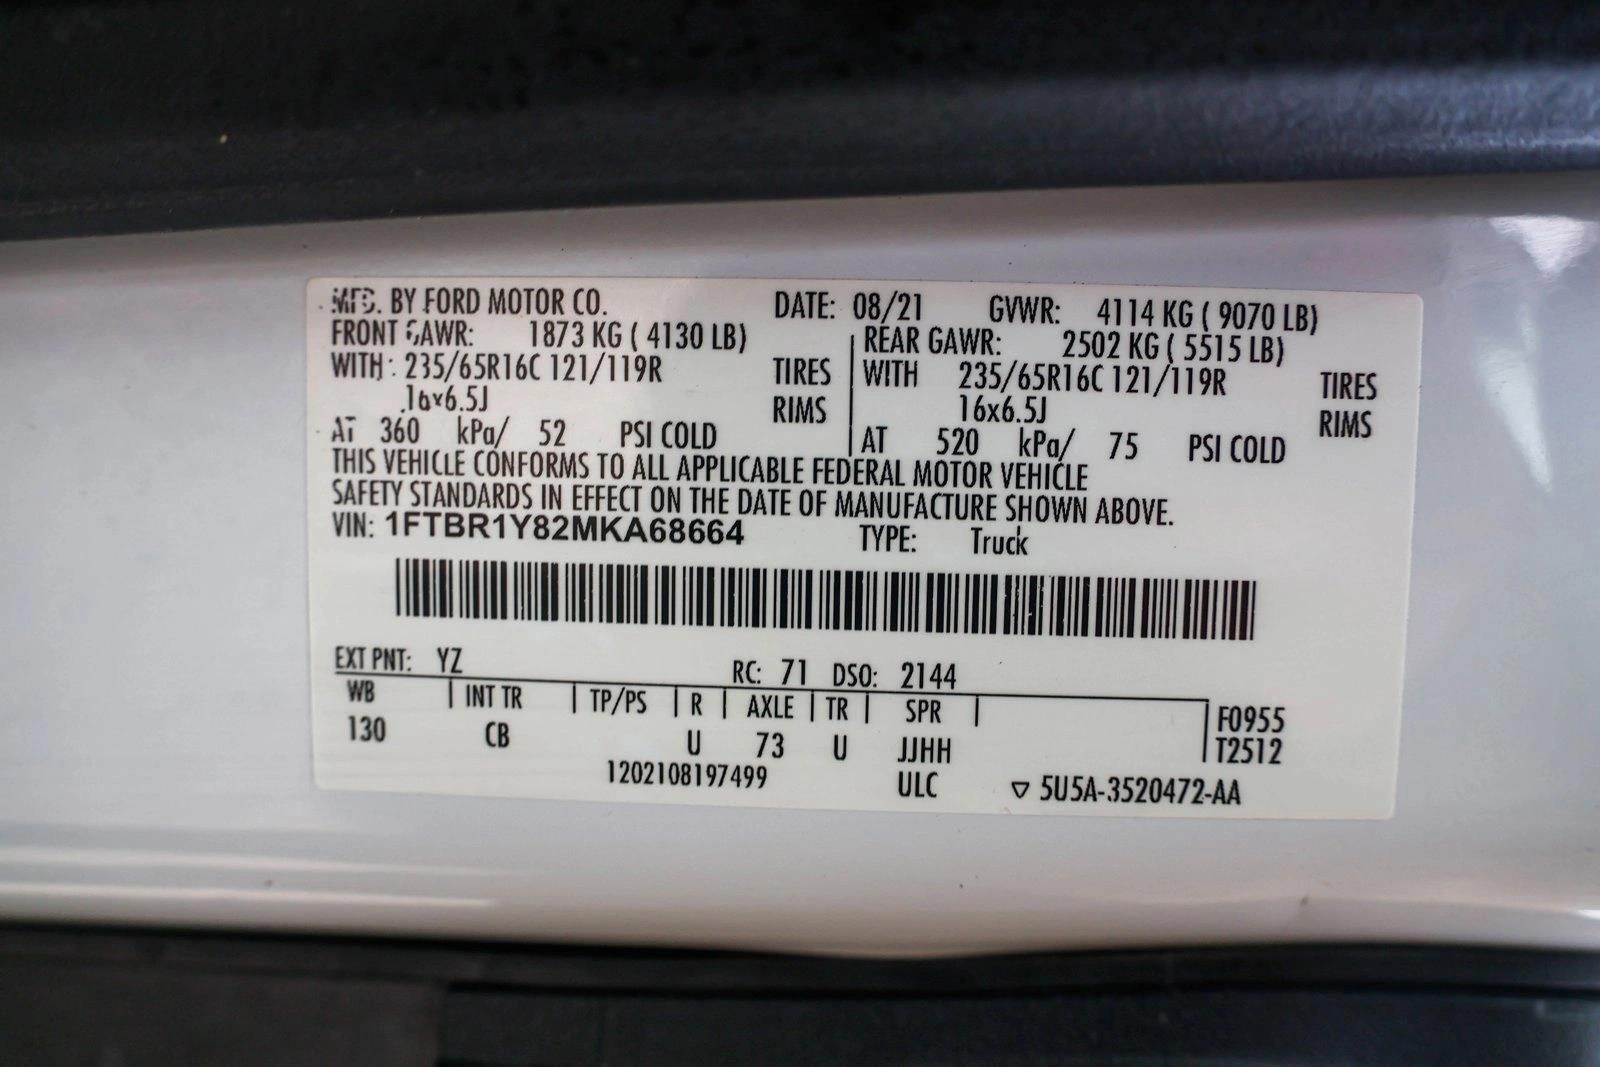 MFD. BY FORD MOTOR CO. DATE: 08/21 GVWR: 4114 KG ( 9070 LB)
FRONT GAWR: 1873 KG ( 4130 LB) REAR GAWR: 2502 KG ( 5515 LB)
WITH 235/65R16C 121/119R TIRES WITH 235/65R16C 121/119R TIRES
16x6.5J RIMS 16x6.5J RIMS
AT 360 kPa/ 52 PSI COLD AT 520 kPa/ 75 PSI COLD
THIS VEHICLE CONFORMS TO ALL APPLICABLE FEDERAL MOTOR VEHICLE
SAFETY STANDARDS IN EFFECT ON THE DATE OF MANUFACTURE SHOWN ABOVE.
VIN: 1FTBR1Y82MKA68664 TYPE: Truck
EXT PNT: YZ RC: 71 DSO: 2144
WB INT TR TP/PS R AXLE TR SPR F0955
130 CB U 73 U JJHH T2512
1202108197499 ULC ▽ 5U5A-3520472-AA